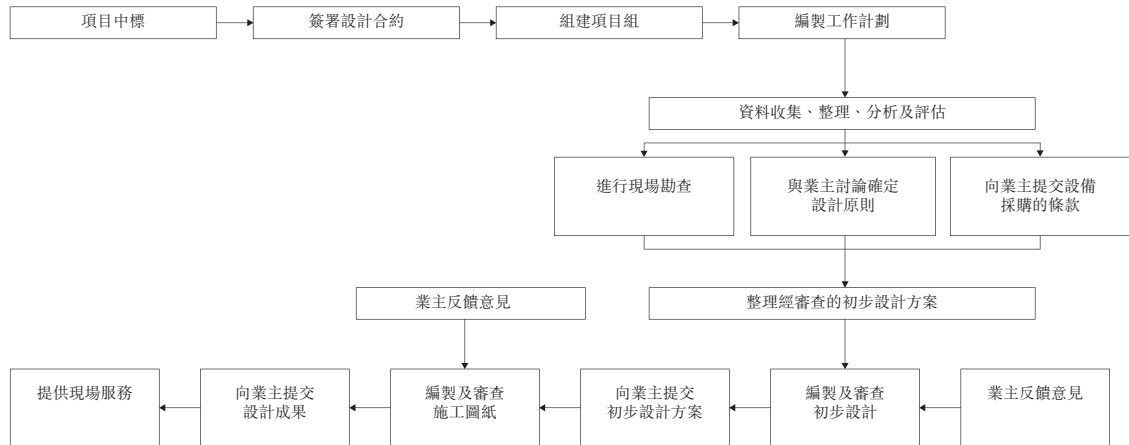 項目中標
簽署設計合約
組建項目組
編製工作計劃
資料收集、整理、分析及評估
進行現場勘查
與業主討論確定
設計原則
向業主提交設備
採購的條款
業主反饋意見
整理經審查的初步設計方案
提供現場服務
向業主提交
設計成果
編製及審查
施工圖紙
向業主提交
初步設計方案
編製及審查
初步設計
業主反饋意見